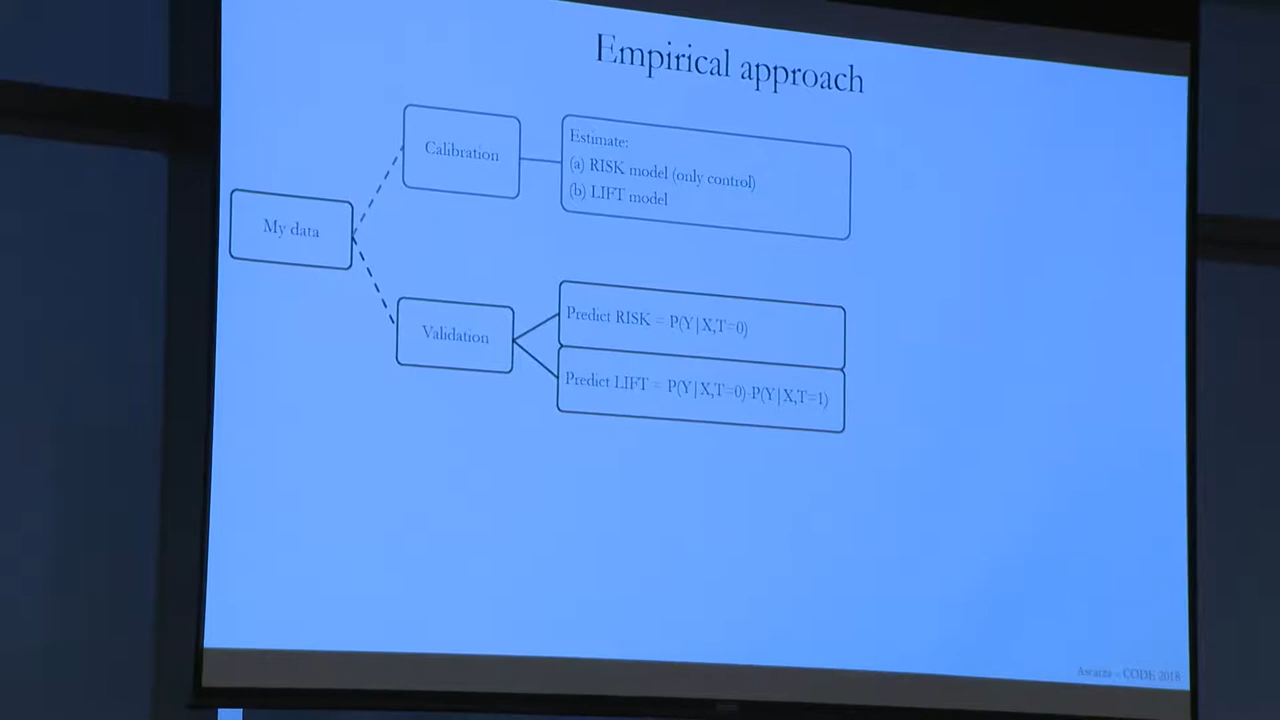 Empirical approach
Calibration
Estimate:
(a) RISK model (only control)
(b) LIFT model
My data
Validation
Predict RISK = P(Y|X,T=0)
Predict LIFT = P(Y|X,T=0)-P(Y|X,T=1)
Ascarza - CODE 2018